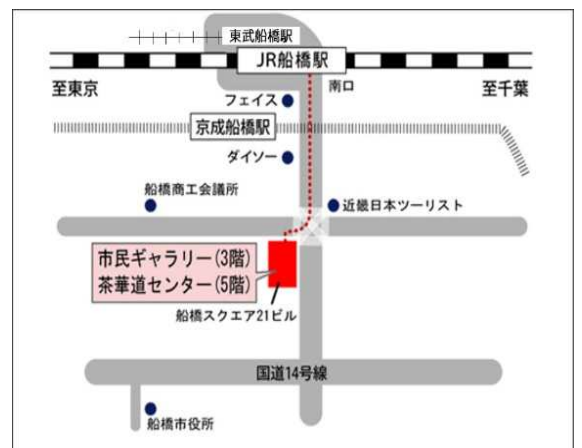 東武船橋駅
JR船橋駅
至東京
南口
至千葉
フェイス
京成船橋駅
ダイソー
船橋商工会議所
近畿日本ツーリスト
市民ギャラリー(3階)
茶華道センター(5階)
船橋スクエア21ビル
国道14号線
船橋市役所